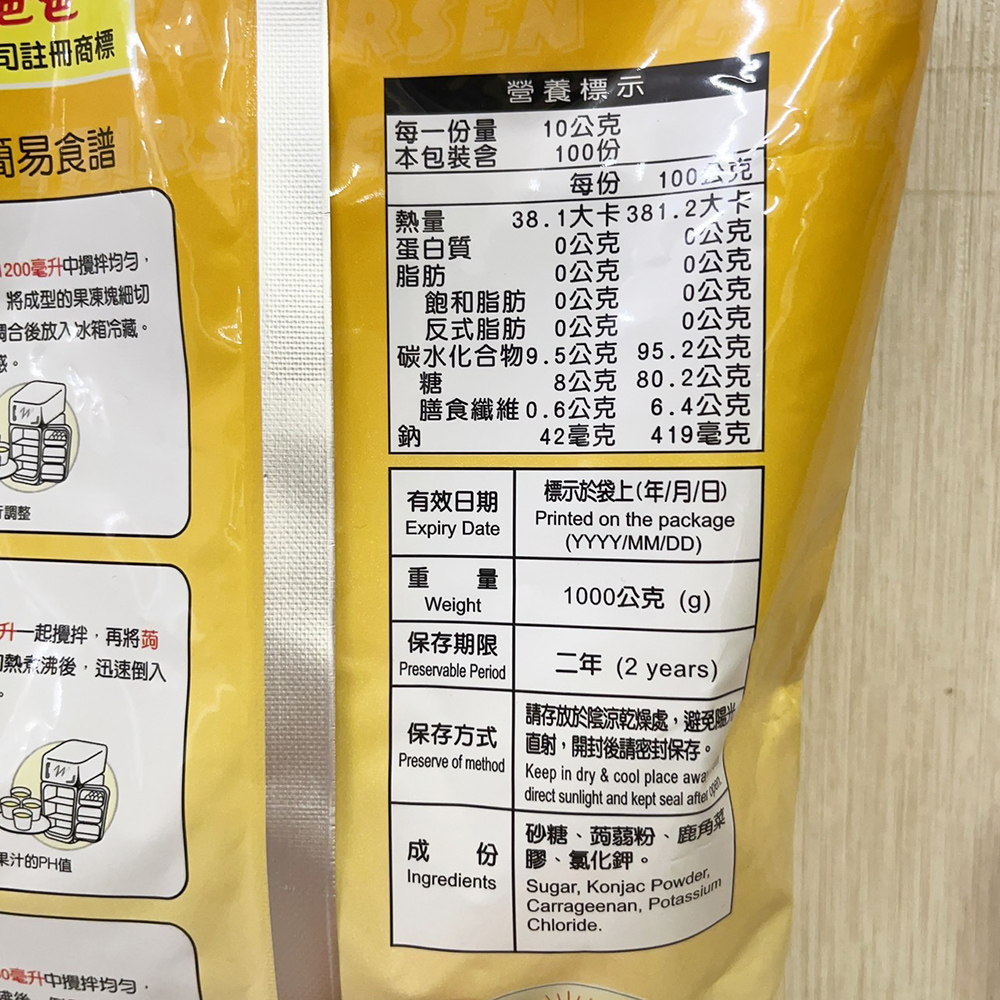 司註冊商標
簡易食譜
1200毫升中攪拌均勻，
將成型的果凍塊細切
調合後放入冰箱冷藏。
感。
行調整
升一起攪拌，再將蒟
加熱煮沸後，迅速倒入
果汁的PH值
0毫升中攪拌均勻，
營養標示
每一份量 10公克
本包裝含 100份
每份 100公克
熱量 38.1大卡 381.2大卡
蛋白質 0公克 0公克
脂肪 0公克 0公克
飽和脂肪 0公克 0公克
反式脂肪 0公克 0公克
碳水化合物 9.5公克 95.2公克
糖 8公克 80.2公克
膳食纖維 0.6公克 6.4公克
鈉 42毫克 419毫克
有效日期 標示於袋上(年/月/日)
Expiry Date Printed on the package
(YYYY/MM/DD)
重量 1000公克 (g)
Weight
保存期限 二年 (2 years)
Preservable Period
保存方式 請存放於陰涼乾燥處，避免陽光
直射，開封後請密封保存。
Preserve of method Keep in dry & cool place awa
direct sunlight and kept seal after open.
成份 砂糖、蒟蒻粉、鹿角菜
膠、氯化鉀。
Ingredients Sugar, Konjac Powder,
Carrageenan, Potassium
Chloride.